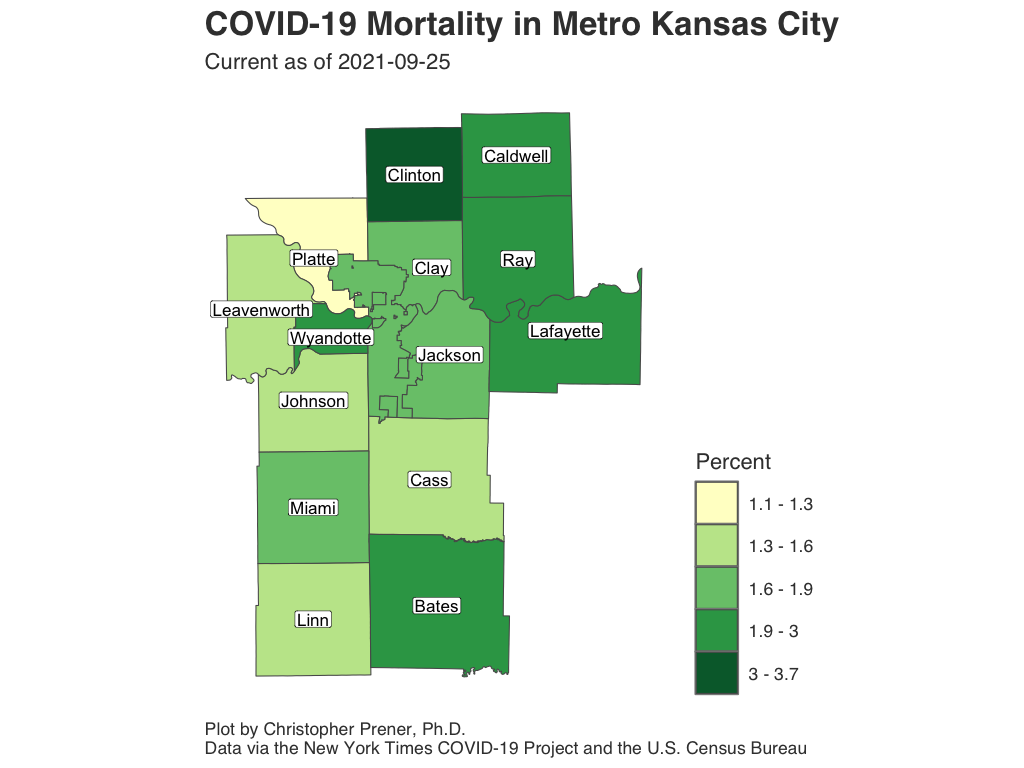 COVID-19 Mortality in Metro Kansas City
Current as of 2021-09-25
Caldwell
Clinton
Platte
Clay
Ray
Leavenworth
Wyandotte
Lafayette
Jackson
Johnson
Cass
Miami
Bates
Linn
Percent
1.1 - 1.3
1.3 - 1.6
1.6 - 1.9
1.9 - 3
3 - 3.7
Plot by Christopher Prener, Ph.D.
Data via the New York Times COVID-19 Project and the U.S. Census Bureau